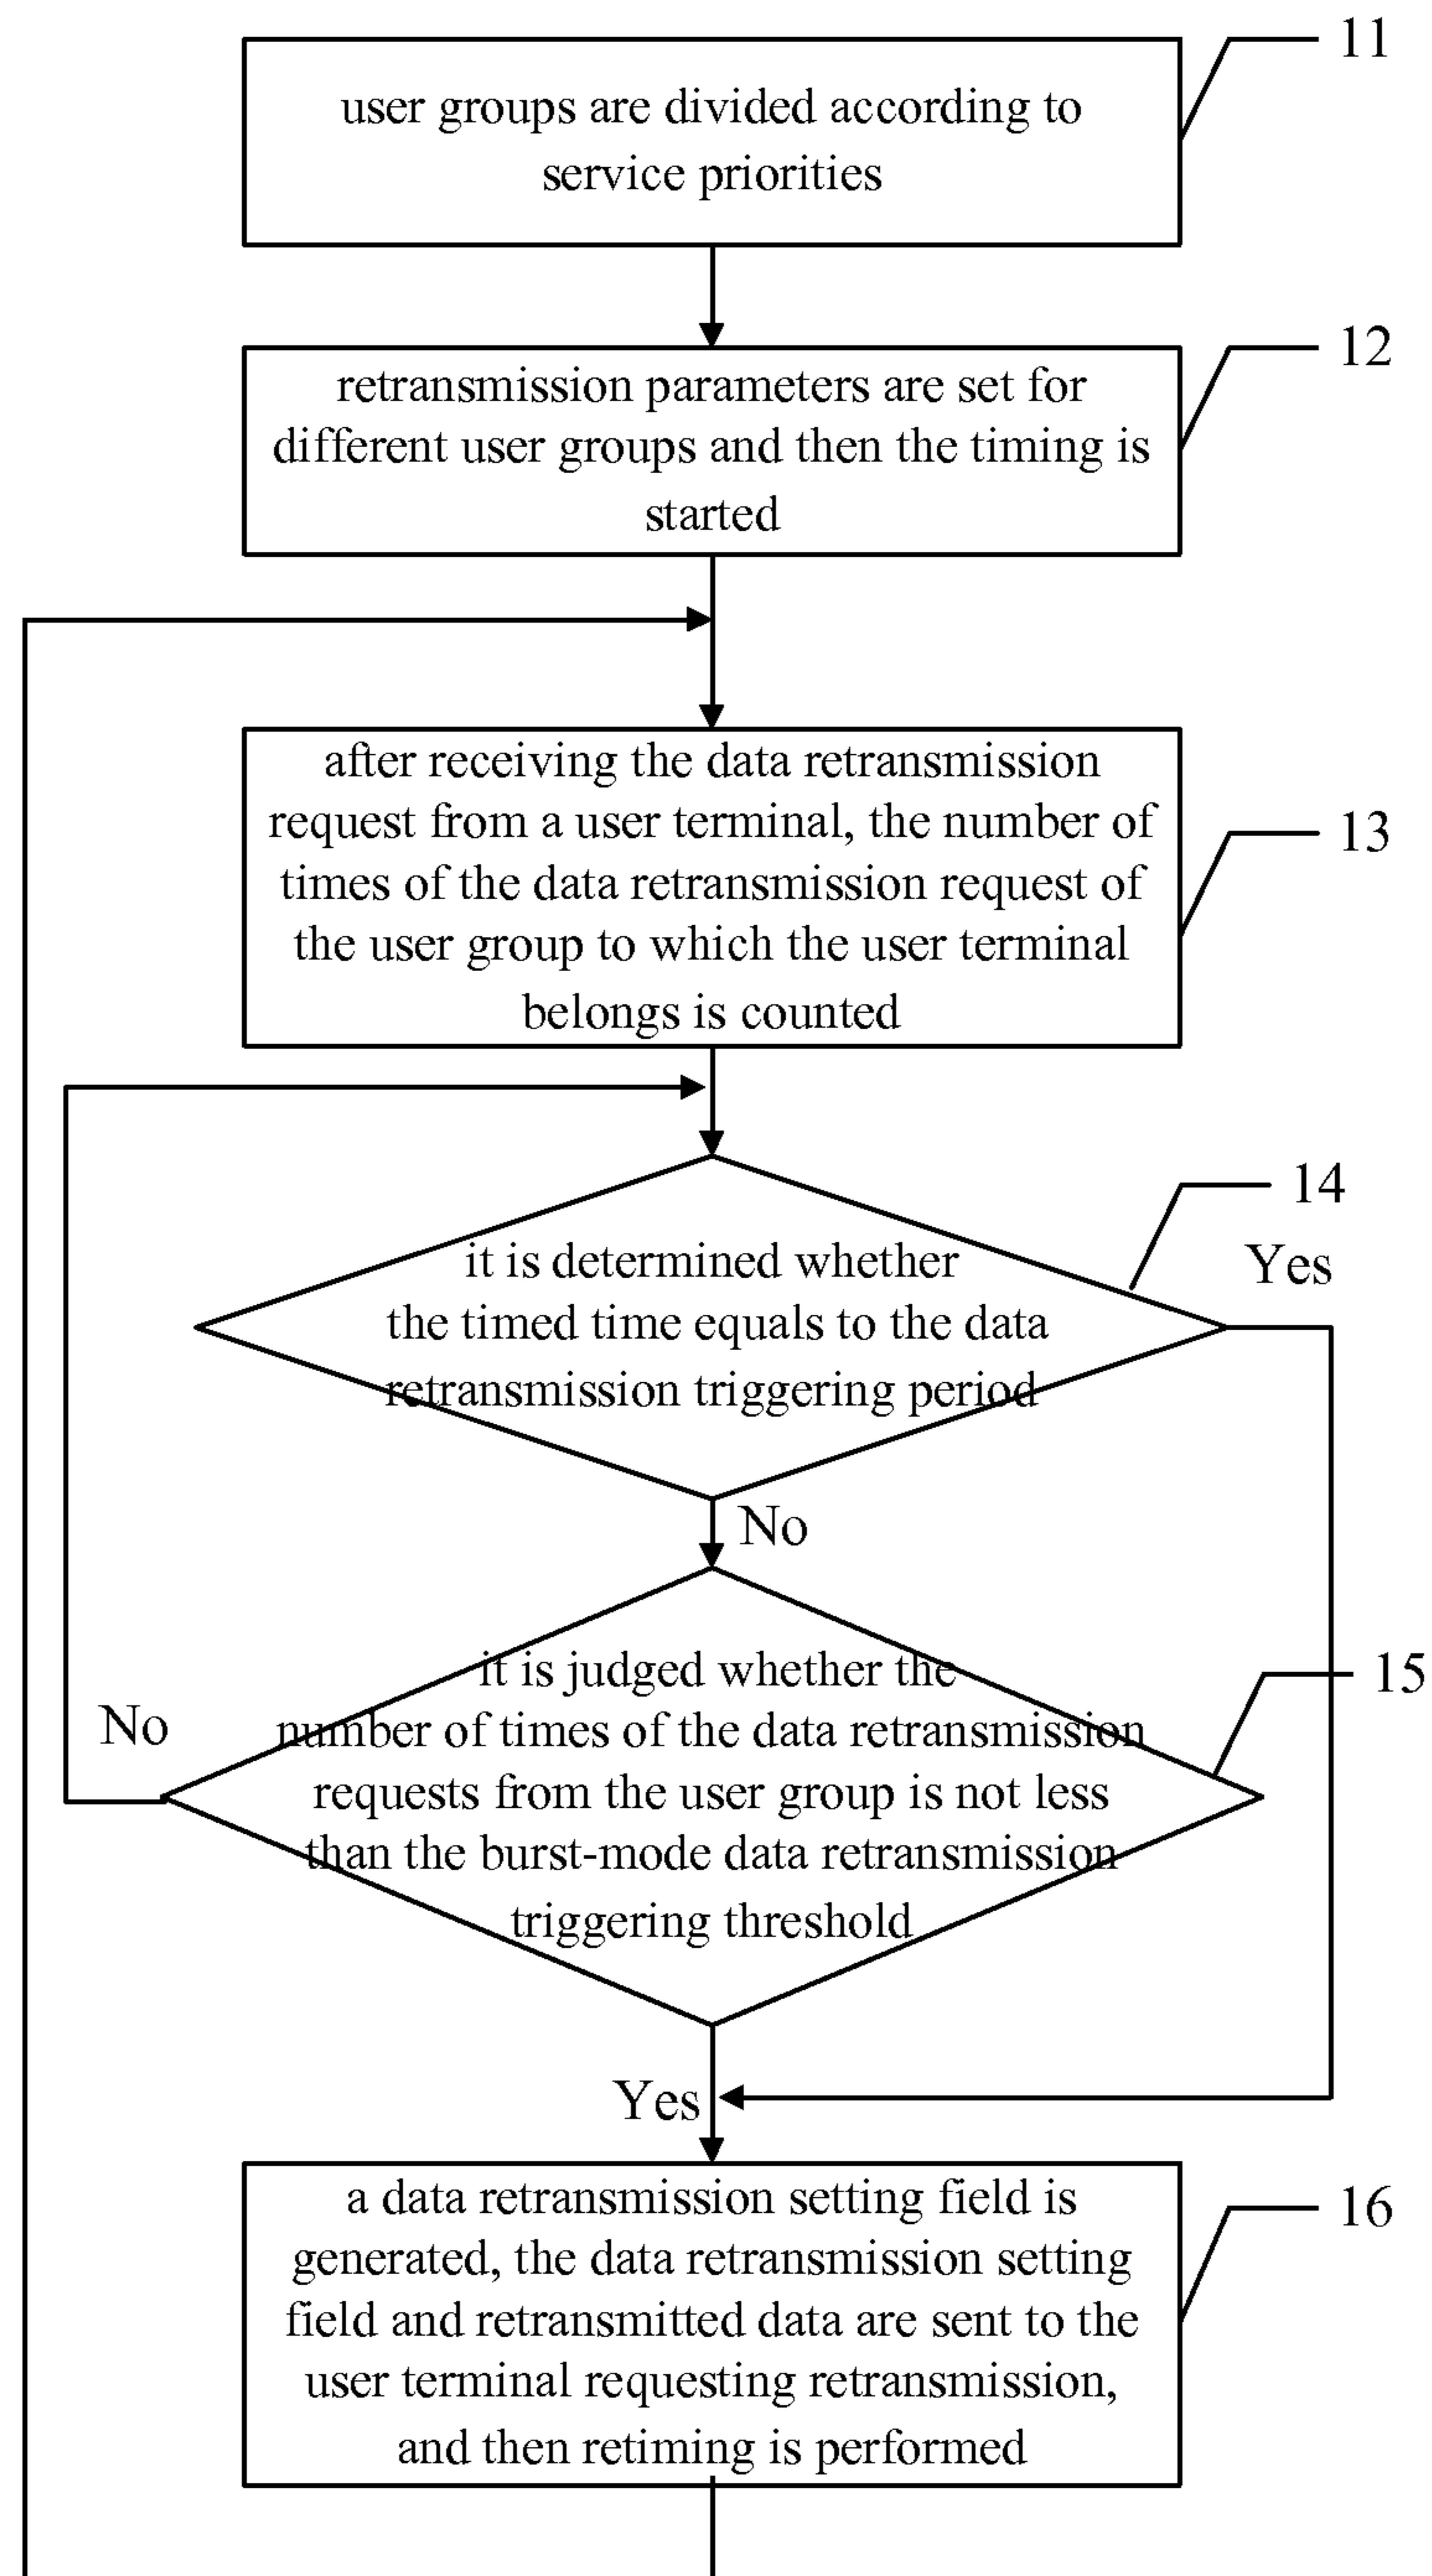 11
user groups are divided according to
service priorities
12
retransmission parameters are set for
different user groups and then the timing is
started
after receiving the data retransmission
request from a user terminal, the number of
13
times of the data retransmission request of
the user group to which the user terminal
belongs is counted
14
Yes
it is determined whether
the timed time equals to the data
retransmission triggering period
No
it is judged whether the
15
No
number of times of the data retransmission
requests from the user group is not less
than the burst-mode data retransmission
triggering threshold
Yes
a data retransmission setting field is
16
generated, the data retransmission setting
field and retransmitted data are sent to the
user terminal requesting retransmission,
and then retiming is performed